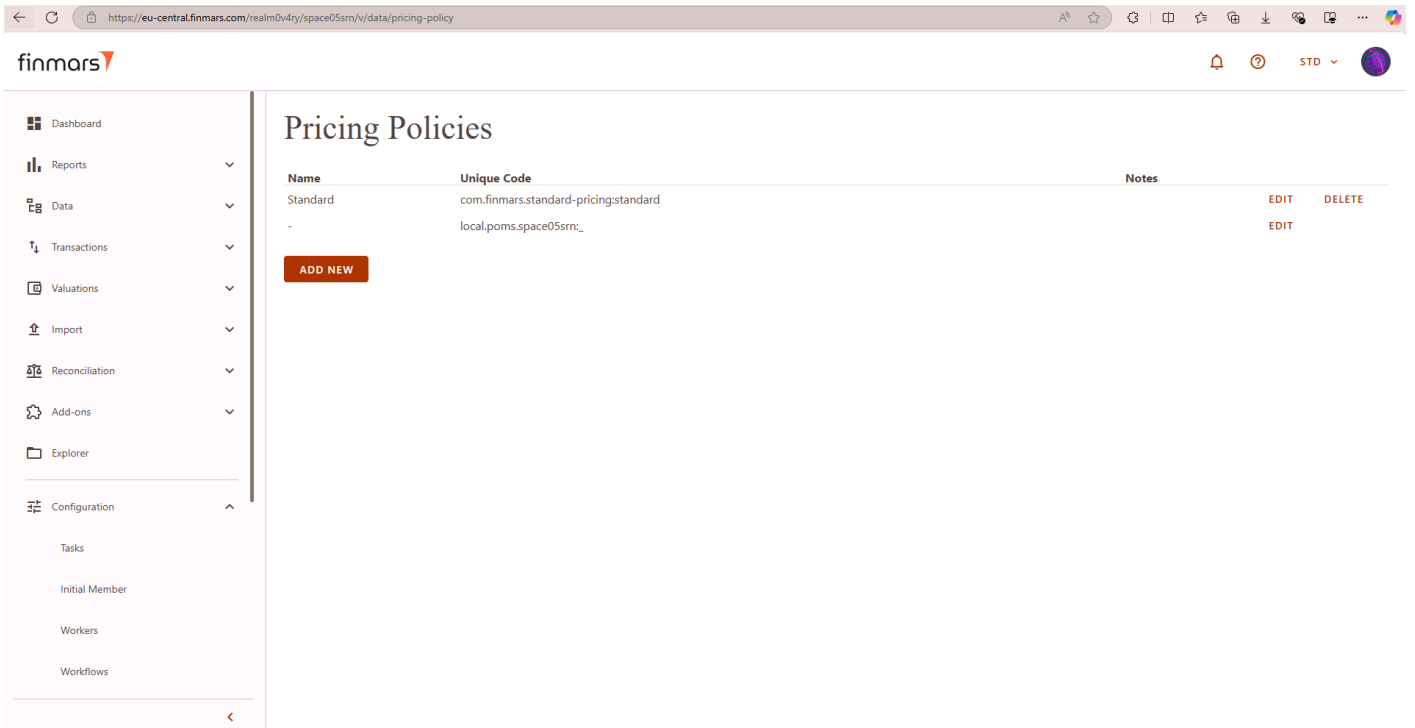 https://eu-central.finmars.com/realm0v4ry/space05srn/v/data/pricing-policy
finmars
STD
Dashboard
Reports
Data
Transactions
Valuations
Import
Reconciliation
Add-ons
Explorer
Configuration
Tasks
Initial Member
Workers
Workflows
Pricing Policies
Name Unique Code Notes
Standard com.finmars.standard-pricing:standard EDIT DELETE
- local.poms.space05srn:_ EDIT
ADD NEW